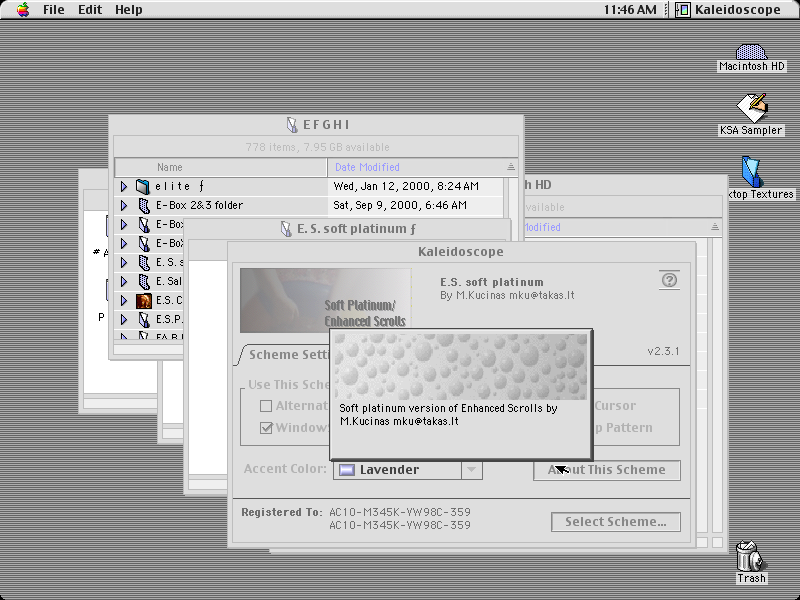 File Edit Help
11:46 AM
Kaleidoscope
Macintosh HD
KSA Sampler
ktop Textures
Trash
E F G H I
778 items, 7.95 GB available
Name
Date Modified
e l i t e ƒ
Wed, Jan 12, 2000, 8:24 AM
E-Box 2&3 folder
Sat, Sep 9, 2000, 6:46 AM
E-Bo
E-Box
E. S. s
E. Sal
E.S. C
E.S.P.
h HD
vailable
odified
# A
P
E. S. soft platinum ƒ
Kaleidoscope
Soft Platinum/
Enhanced Scrolls
E.S. soft platinum
By M.Kucinas mku@takas.lt
v2.3.1
Scheme Setti
Use This Sche
Alternat
Window
Cursor
p Pattern
Soft platinum version of Enhanced Scrolls by
M.Kucinas mku@takas.lt
Accent Color:
Lavender
About This Scheme
Registered To: AC10-M345K-YW98C-359
AC10-M345K-YW98C-359
Select Scheme...